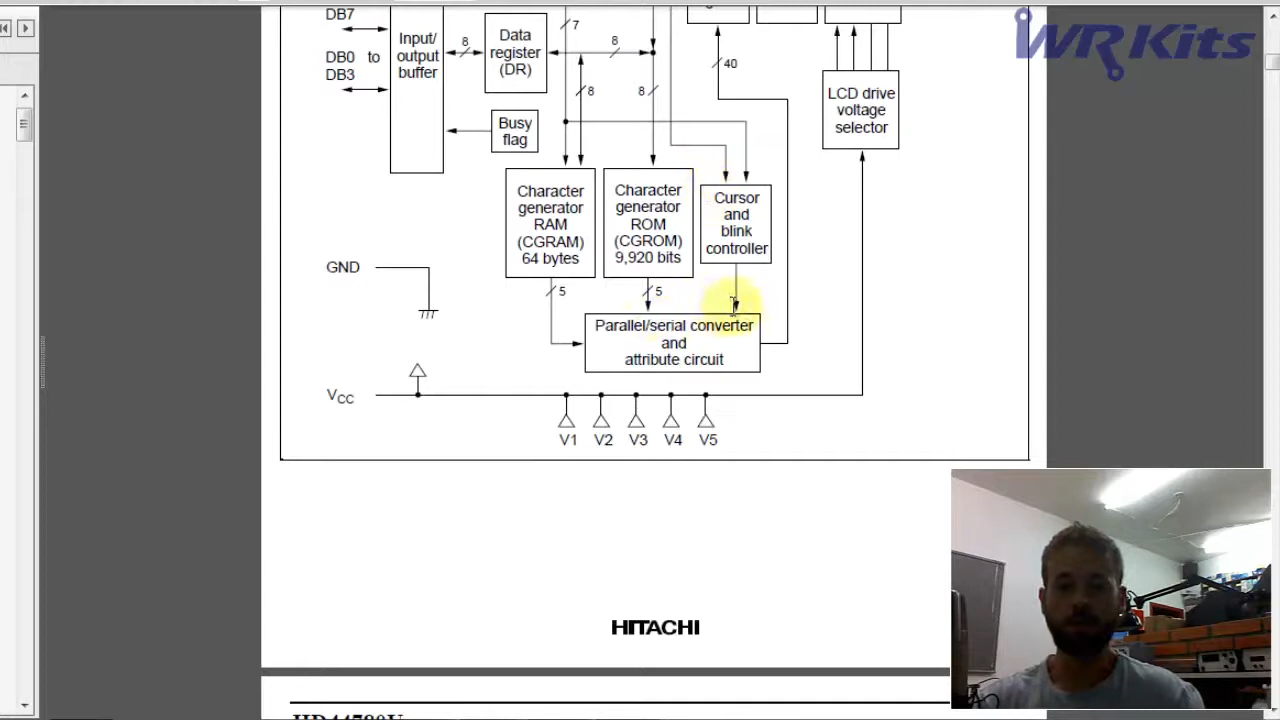 WR Kits
DB7
DB0 to
DB3
Input/
output
buffer
8
Data
register
(DR)
8
7
8
8
Busy
flag
40
LCD drive
voltage
selector
Character
generator
RAM
(CGRAM)
64 bytes
Character
generator
ROM
(CGROM)
9,920 bits
Cursor
and
blink
controller
GND
5
5
Parallel/serial converter
and
attribute circuit
VCC
V1 V2 V3 V4 V5
HITACHI
HD44780U